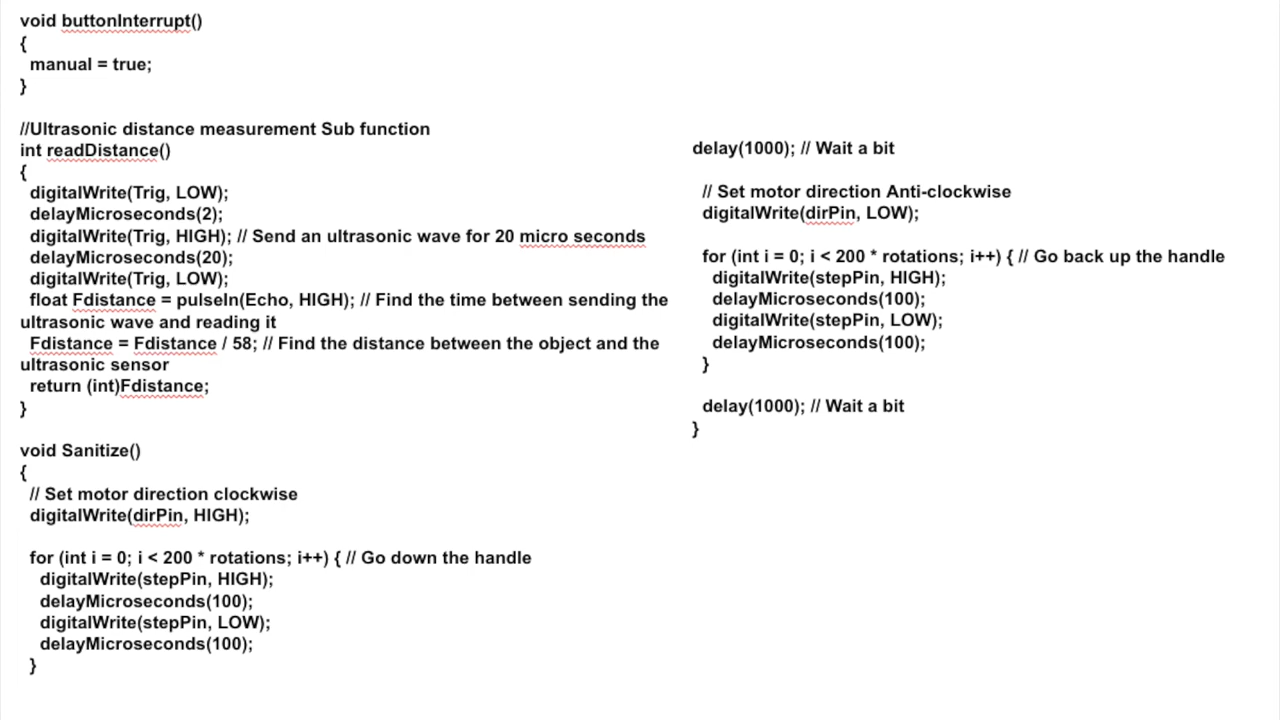 void buttonInterrupt()
{
manual = true;
}
//Ultrasonic distance measurement Sub function
int readDistance()
{
digitalWrite(Trig, LOW);
delayMicroseconds(2);
digitalWrite(Trig, HIGH); // Send an ultrasonic wave for 20 micro seconds
delayMicroseconds(20);
digitalWrite(Trig, LOW);
float Fdistance = pulseIn(Echo, HIGH); // Find the time between sending the
ultrasonic wave and reading it
Fdistance = Fdistance / 58; // Find the distance between the object and the
ultrasonic sensor
return (int)Fdistance;
}
void Sanitize()
{
// Set motor direction clockwise
digitalWrite(dirPin, HIGH);
for (int i = 0; i < 200 * rotations; i++) { // Go down the handle
digitalWrite(stepPin, HIGH);
delayMicroseconds(100);
digitalWrite(stepPin, LOW);
delayMicroseconds(100);
}
delay(1000); // Wait a bit
// Set motor direction Anti-clockwise
digitalWrite(dirPin, LOW);
for (int i = 0; i < 200 * rotations; i++) { // Go back up the handle
digitalWrite(stepPin, HIGH);
delayMicroseconds(100);
digitalWrite(stepPin, LOW);
delayMicroseconds(100);
}
delay(1000); // Wait a bit
}